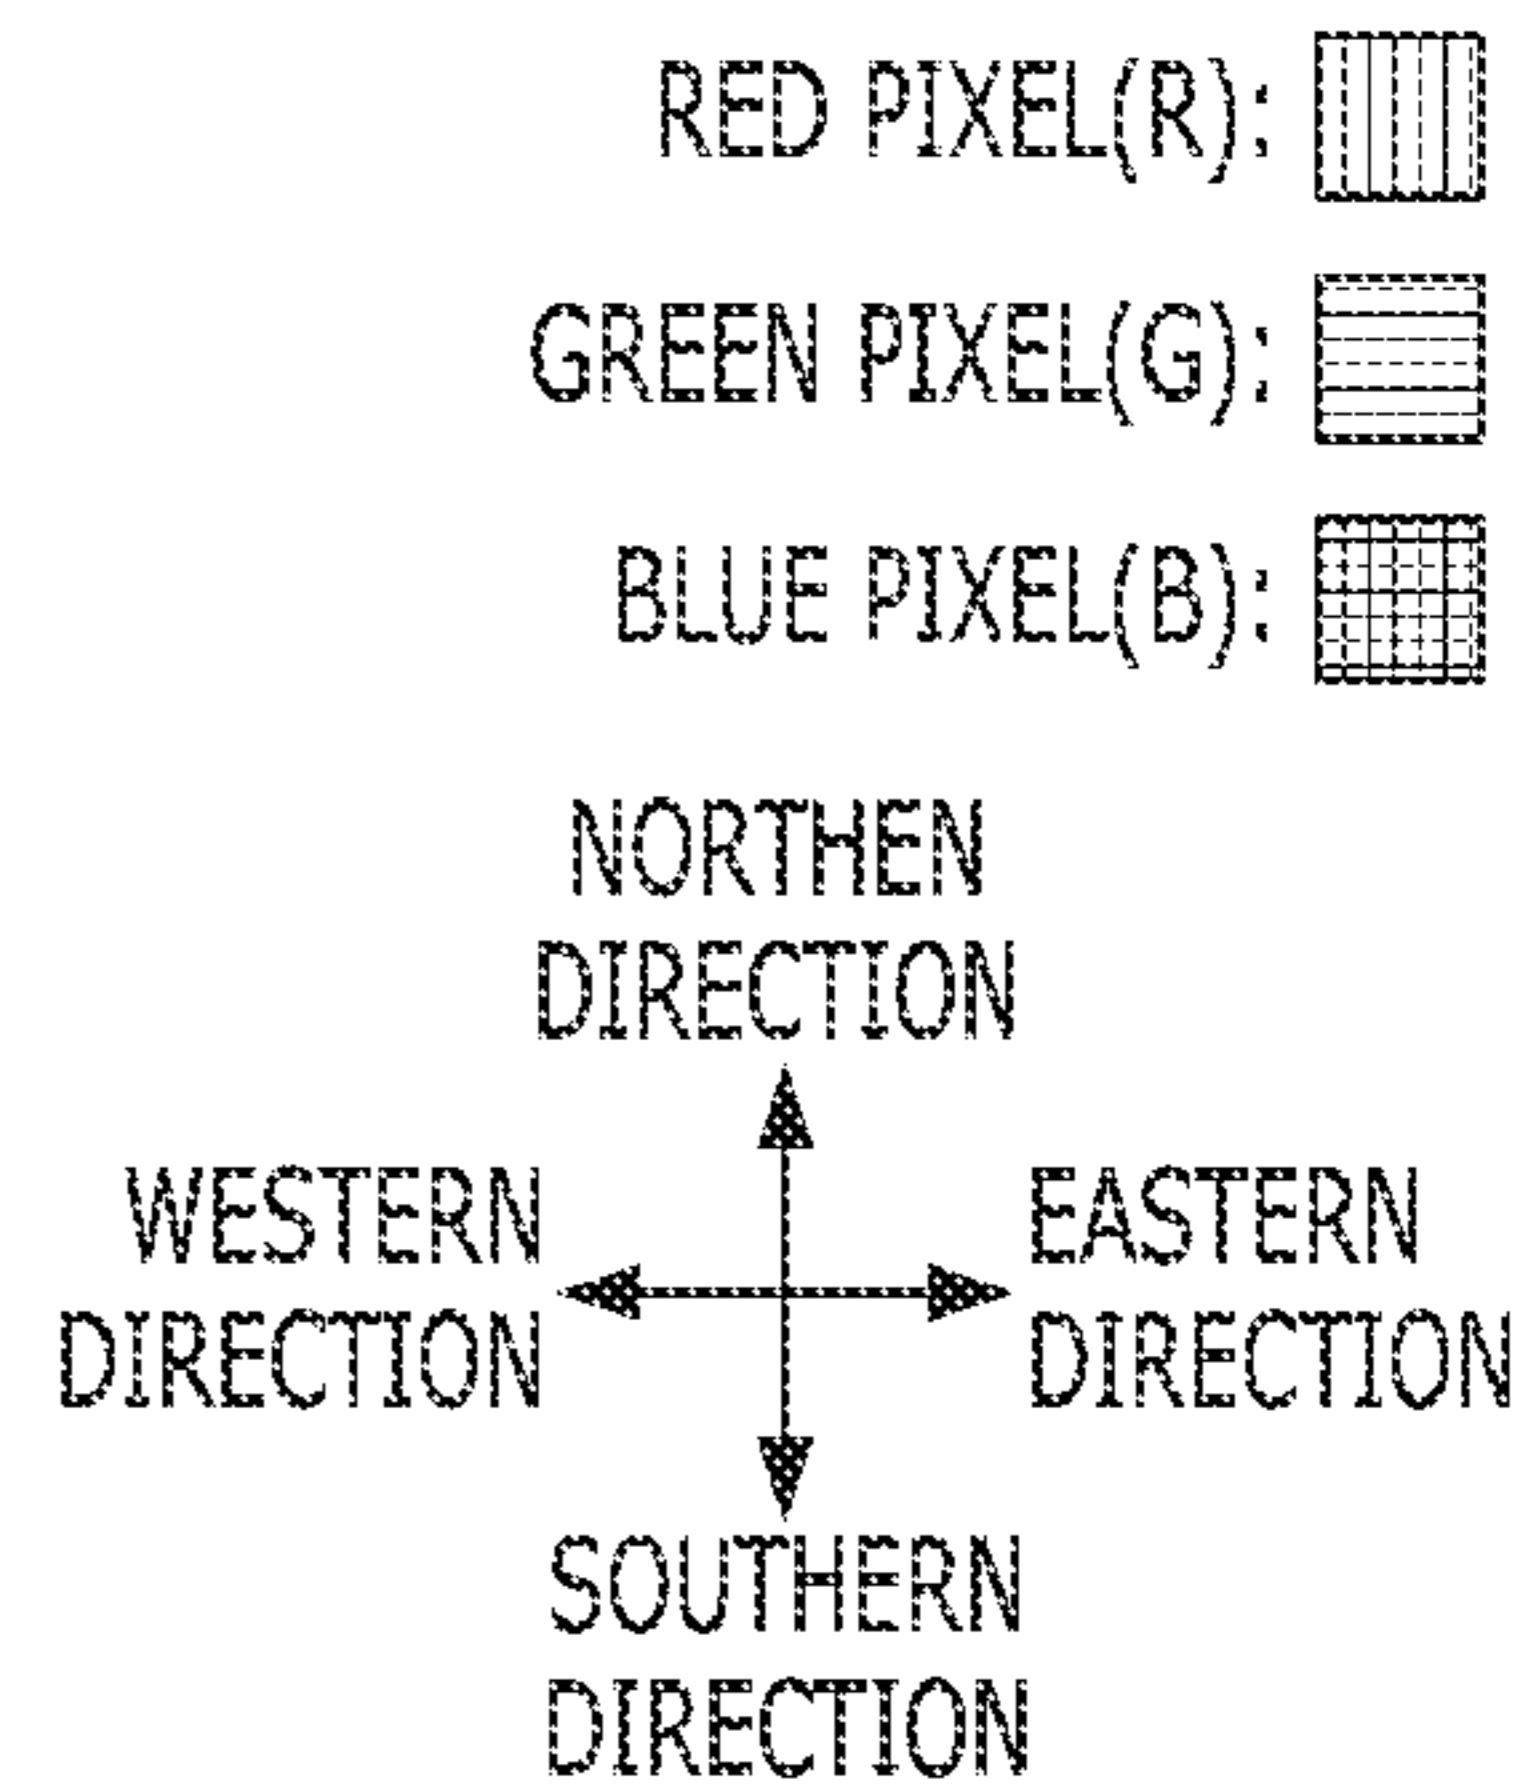 RED PIXEL(R):
GREEN PIXEL(G):
BLUE PIXEL(B):
NORTHEN
DIRECTION
WESTERN
DIRECTION
EASTERN
DIRECTION
SOUTHERN
DIRECTION